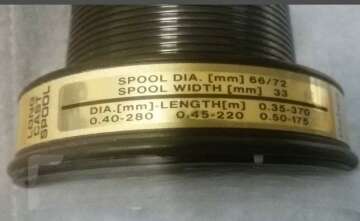 LONG
CAST
SPOOL
SPOOL DIA. [mm] 66/72
SPOOL WIDTH [mm] 33
DIA.[mm]-LENGTH[m] 0.35-370
0.40-280 0.45-220 0.50-175